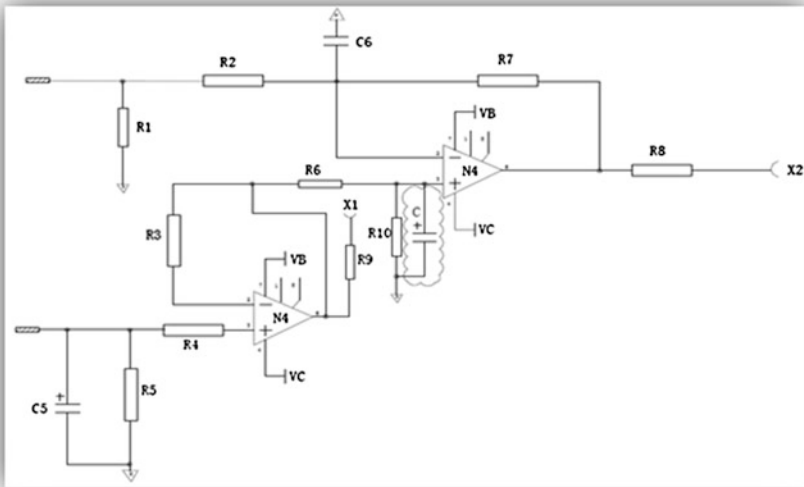 C6
R2
R7
R1
VB
N4
R8
X2
R6
X1
C
+
R10
VC
R3
R9
VB
N4
R4
VC
+
C5
R5